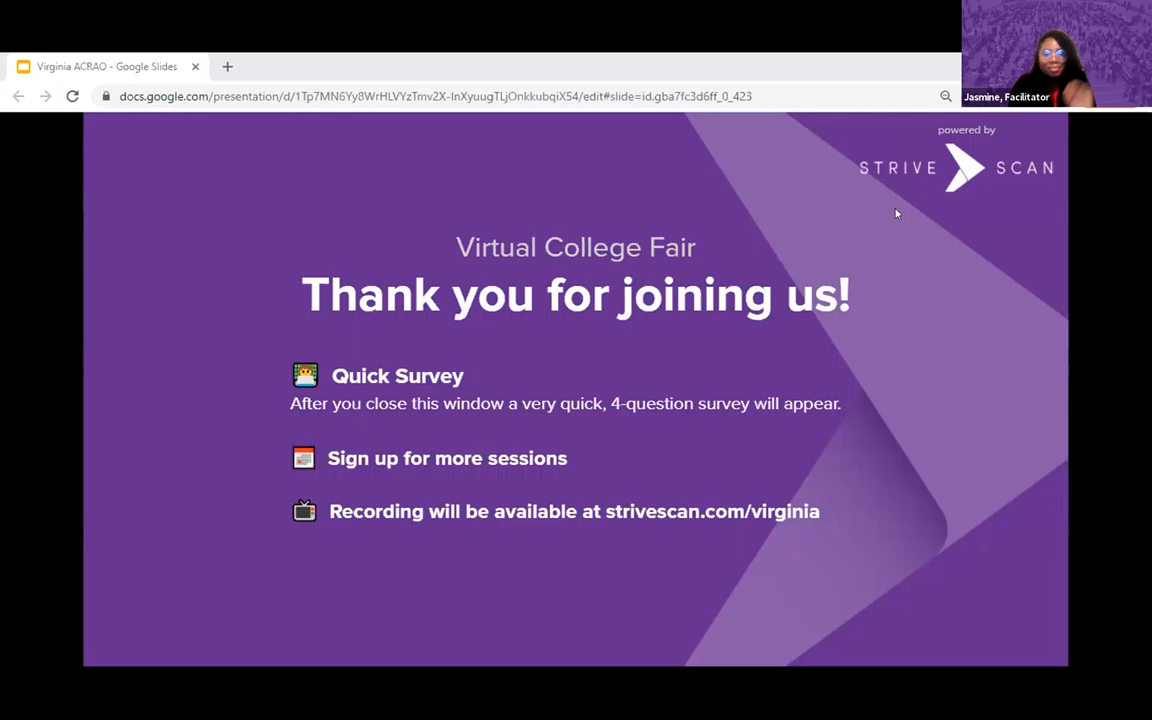 Virginia ACRAO - Google Slides
docs.google.com/presentation/d/1Tp7MN6Yy8WrHLVYzTmv2X-InXyuugTLjOnkkubqiX54/edit#slide=id.gba7fc3d6ff_0_423
Jasmine, Facilitator
powered by
STRIVE SCAN
Virtual College Fair
Thank you for joining us!
Quick Survey
After you close this window a very quick, 4-question survey will appear.
Sign up for more sessions
Recording will be available at strivescan.com/virginia